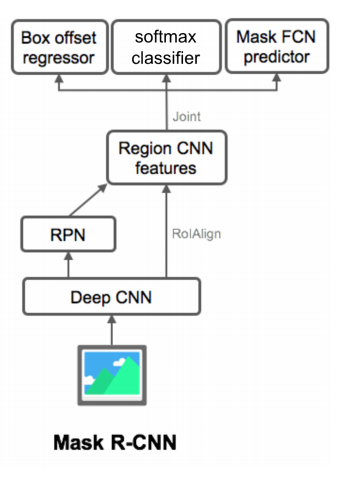 Box offset
regressor
softmax
classifier
Mask FCN
predictor
Joint
Region CNN
features
RPN
RoIAlign
Deep CNN
Mask R-CNN